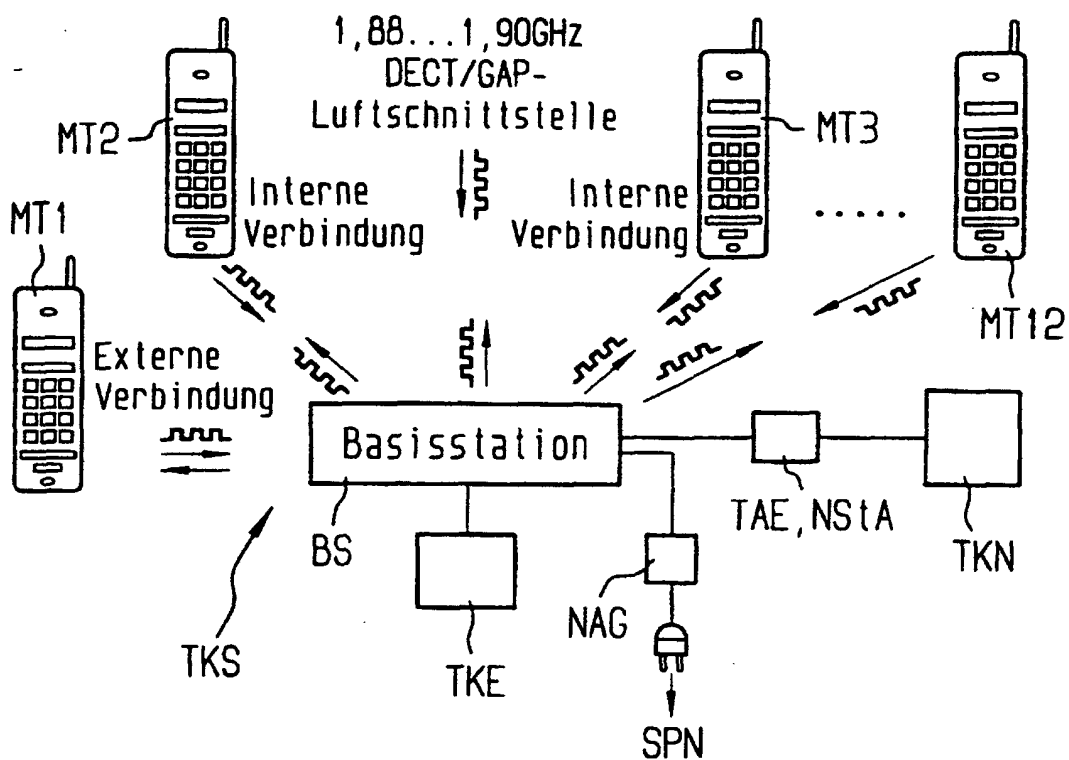 1,88...1,90GHz
DECT/GAP-
Luftschnittstelle
MT2
MT3
Interne
Verbindung
Interne
Verbindung
.....
MT1
MT12
Externe
Verbindung
Basisstation
BS
TAE,NStA
TKN
NAG
TKS
TKE
SPN